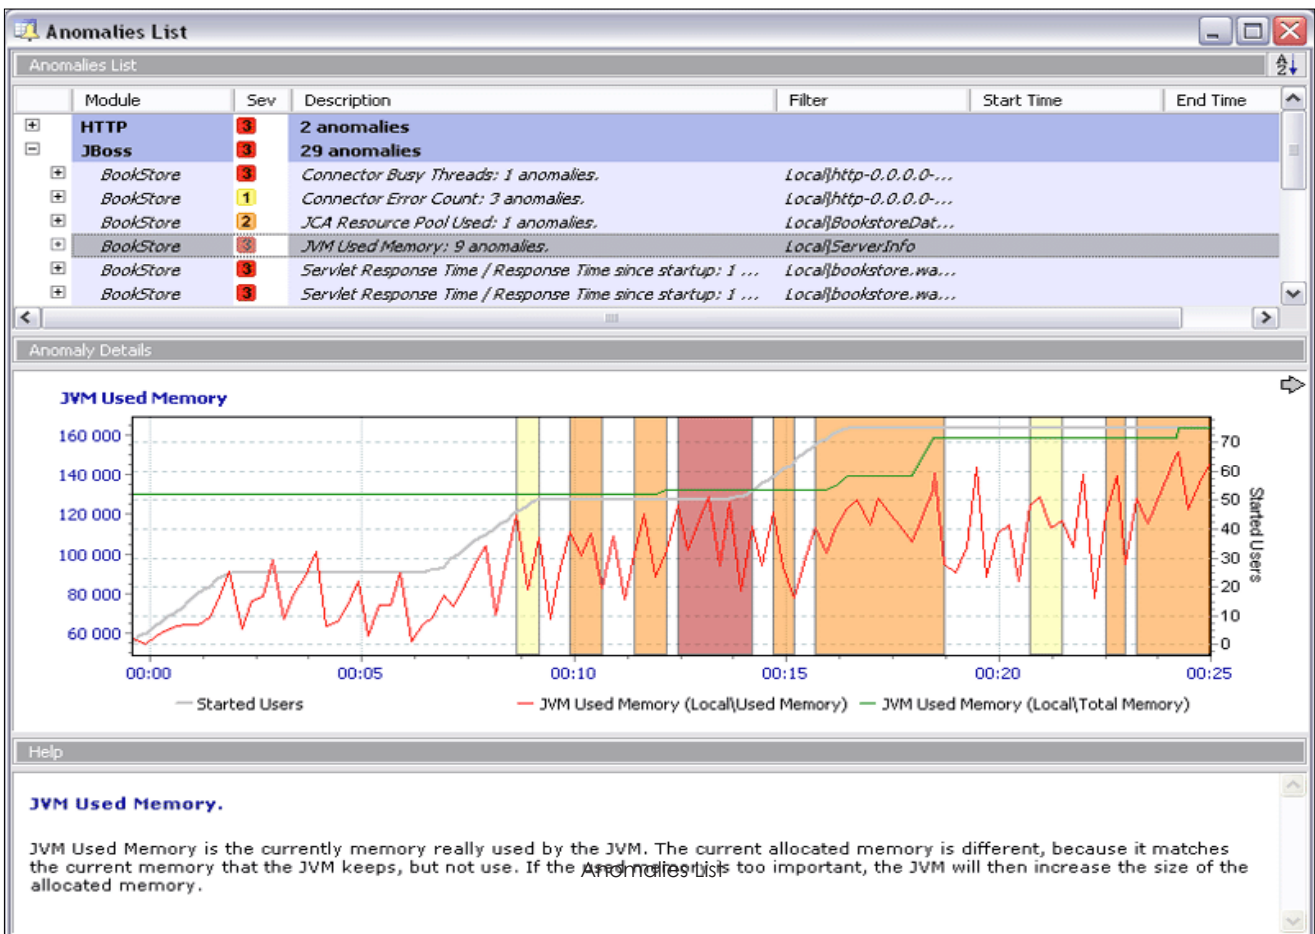 Anomalies List
Anomalies List
Module Sev Description Filter Start Time End Time
HTTP 3 2 anomalies
JBoss 3 29 anomalies
BookStore 3 Connector Busy Threads: 1 anomalies. Local\http-0.0.0.0-...
BookStore 1 Connector Error Count: 3 anomalies. Local\http-0.0.0.0-...
BookStore 2 JCA Resource Pool Used: 1 anomalies. Local\BookstoreDat...
BookStore 3 JVM Used Memory: 9 anomalies. Local\ServerInfo
BookStore 3 Servlet Response Time / Response Time since startup: 1 ... Local\bookstore.wa...
BookStore 3 Servlet Response Time / Response Time since startup: 1 ... Local\bookstore.wa...
Anomaly Details
JVM Used Memory
160 000
140 000
120 000
100 000
80 000
60 000
70
60
50
40
30
20
10
0
Started Users
00:00 00:05 00:10 00:15 00:20 00:25
Started Users JVM Used Memory (Local\Used Memory) JVM Used Memory (Local\Total Memory)
Help
JVM Used Memory.
JVM Used Memory is the currently memory really used by the JVM. The current allocated memory is different, because it matches
the current memory that the JVM keeps, but not use. If the used memory is too important, the JVM will then increase the size of the
Anomalies List
allocated memory.